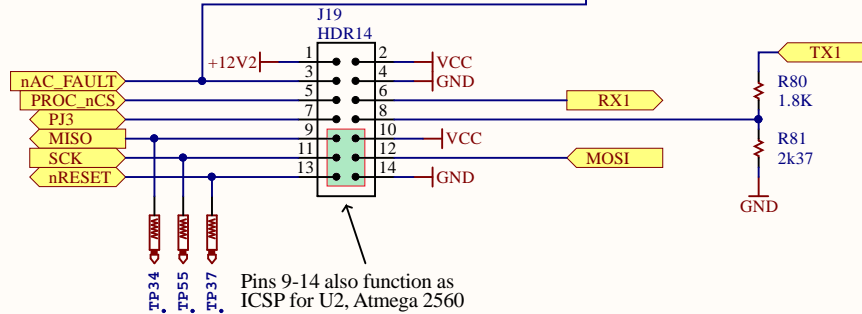 J19
HDR14
+12V2 1 2 VCC
nAC_FAULT 3 4 GND
PROC_nCS 5 6 RX1
PJ3 7 8
MISO 9 10 VCC
SCK 11 12 MOSI
nRESET 13 14 GND
TX1
R80
1.8K
R81
2k37
GND
TP34
TP55
TP37
Pins 9-14 also function as
ICSP for U2, Atmega 2560